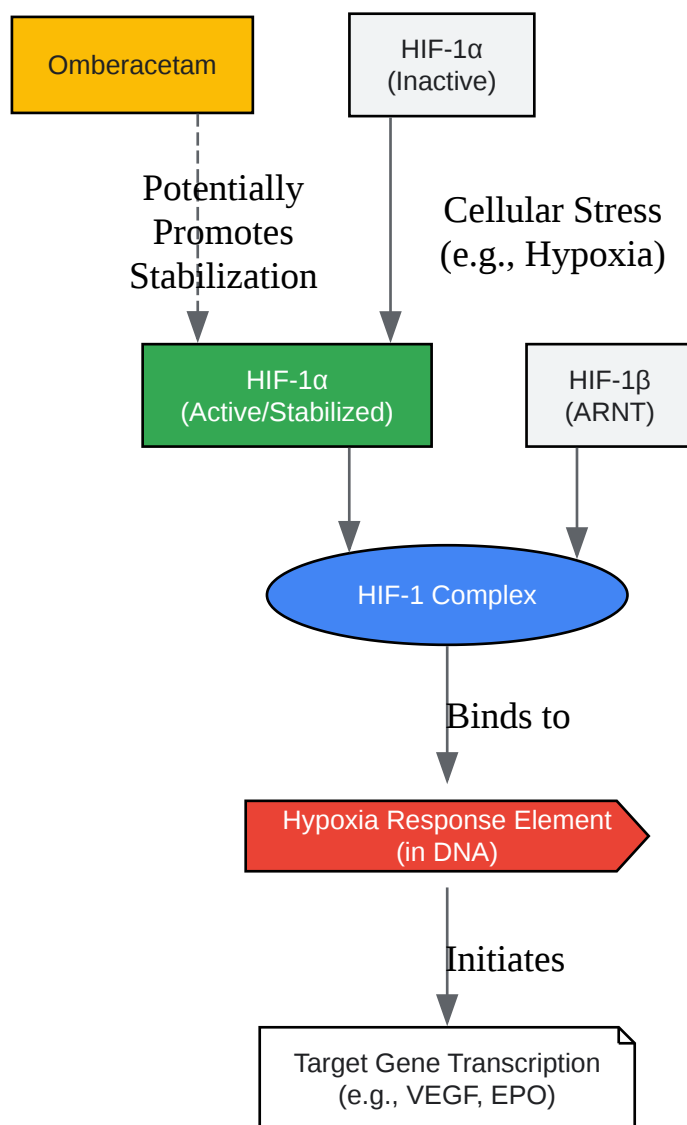 Omberacetam
HIF-1α
(Inactive)
Potentially
Promotes
Stabilization
Cellular Stress
(e.g., Hypoxia)
HIF-1α
(Active/Stabilized)
HIF-1β
(ARNT)
HIF-1 Complex
Binds to
Hypoxia Response Element
(in DNA)
Initiates
Target Gene Transcription
(e.g., VEGF, EPO)